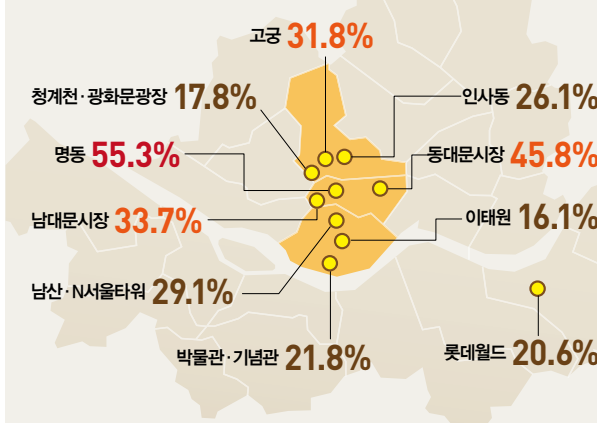 고궁 31.8%
청계천·광화문광장 17.8%
인사동 26.1%
명동 55.3%
동대문시장 45.8%
남대문시장 33.7%
이태원 16.1%
남산·N서울타워 29.1%
박물관·기념관 21.8%
롯데월드 20.6%